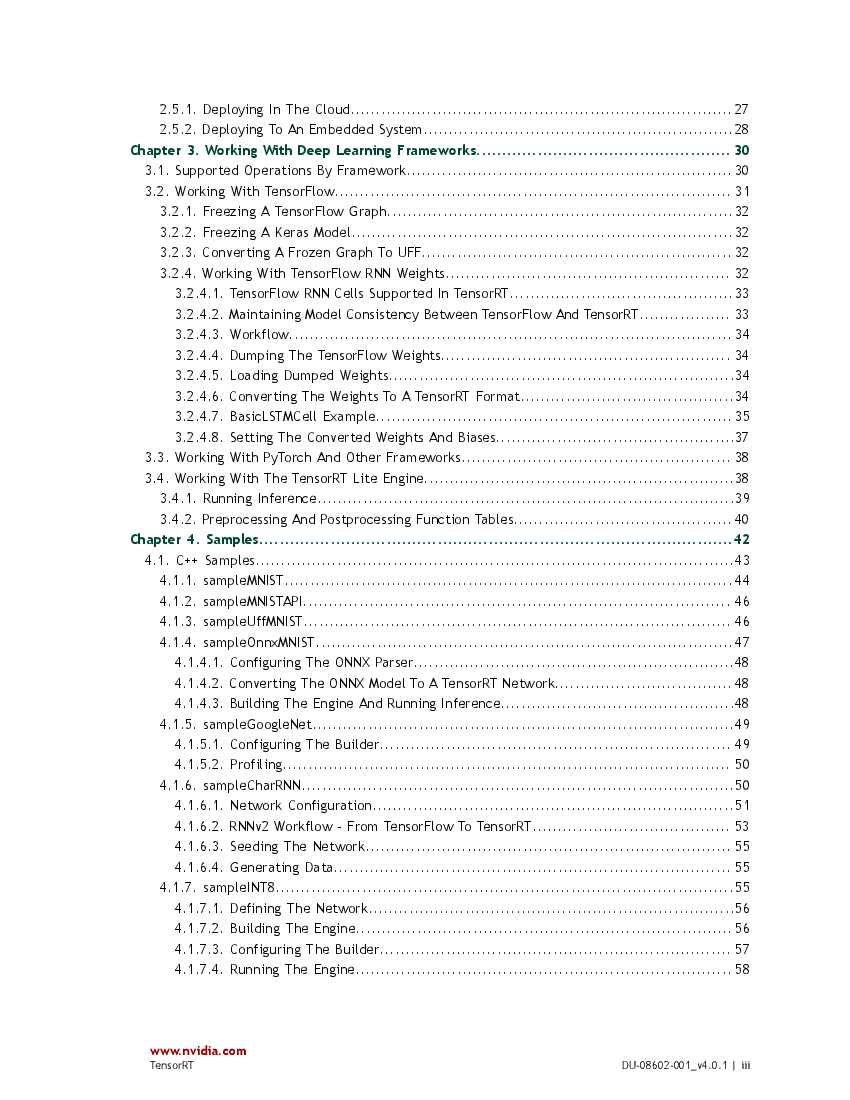 2.5.1. Deploying In The Cloud........................................................................ 27
2.5.2. Deploying To An Embedded System........................................................... 28
Chapter 3. Working With Deep Learning Frameworks................................................ 30
3.1. Supported Operations By Framework............................................................. 30
3.2. Working With TensorFlow......................................................................... 31
3.2.1. Freezing A TensorFlow Graph................................................................ 32
3.2.2. Freezing A Keras Model...................................................................... 32
3.2.3. Converting A Frozen Graph To UFF.......................................................... 32
3.2.4. Working With TensorFlow RNN Weights...................................................... 32
3.2.4.1. TensorFlow RNN Cells Supported In TensorRT.......................................... 33
3.2.4.2. Maintaining Model Consistency Between TensorFlow And TensorRT................. 33
3.2.4.3. Workflow.................................................................................. 34
3.2.4.4. Dumping The TensorFlow Weights....................................................... 34
3.2.4.5. Loading Dumped Weights................................................................. 34
3.2.4.6. Converting The Weights To A TensorRT Format........................................ 34
3.2.4.7. BasicLSTMCell Example................................................................... 35
3.2.4.8. Setting The Converted Weights And Biases............................................. 37
3.3. Working With PyTorch And Other Frameworks................................................... 38
3.4. Working With The TensorRT Lite Engine.......................................................... 38
3.4.1. Running Inference.............................................................................. 39
3.4.2. Preprocessing And Postprocessing Function Tables......................................... 40
Chapter 4. Samples......................................................................................... 42
4.1. C++ Samples.......................................................................................... 43
4.1.1. sampleMNIST.................................................................................... 44
4.1.2. sampleMNISTAPI................................................................................ 46
4.1.3. sampleUffMNIST................................................................................ 46
4.1.4. sampleOnnxMNIST.............................................................................. 47
4.1.4.1. Configuring The ONNX Parser............................................................ 48
4.1.4.2. Converting The ONNX Model To A TensorRT Network................................. 48
4.1.4.3. Building The Engine And Running Inference............................................ 48
4.1.5. sampleGoogleNet............................................................................... 49
4.1.5.1. Configuring The Builder................................................................... 49
4.1.5.2. Profiling..................................................................................... 50
4.1.6. sampleCharRNN................................................................................. 50
4.1.6.1. Network Configuration.................................................................... 51
4.1.6.2. RNNv2 Workflow - From TensorFlow To TensorRT...................................... 53
4.1.6.3. Seeding The Network...................................................................... 55
4.1.6.4. Generating Data............................................................................ 55
4.1.7. sampleINT8...................................................................................... 55
4.1.7.1. Defining The Network..................................................................... 56
4.1.7.2. Building The Engine........................................................................ 56
4.1.7.3. Configuring The Builder................................................................... 57
4.1.7.4. Running The Engine........................................................................ 58
www.nvidia.com
TensorRT DU-08602-001_v4.0.1 | iii